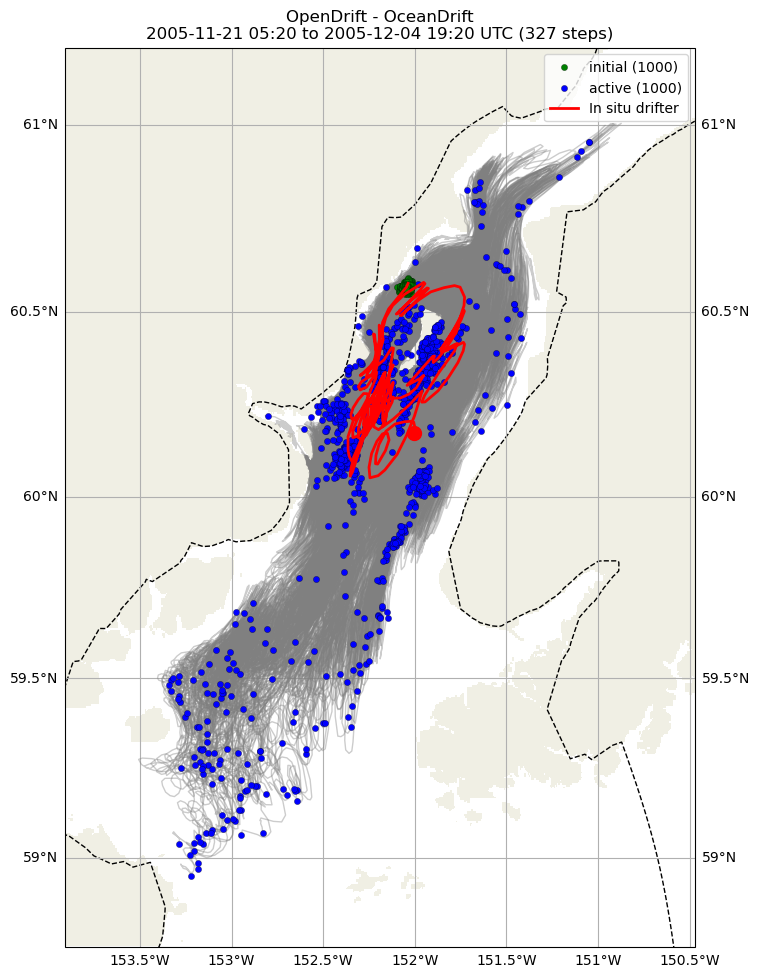 OpenDrift - OceanDrift
2005-11-21 05:20 to 2005-12-04 19:20 UTC (327 steps)
initial (1000)
active (1000)
In situ drifter
61°N
61°N
60.5°N
60.5°N
60°N
60°N
59.5°N
59.5°N
59°N
59°N
153.5°W
153°W
152.5°W
152°W
151.5°W
151°W
150.5°W